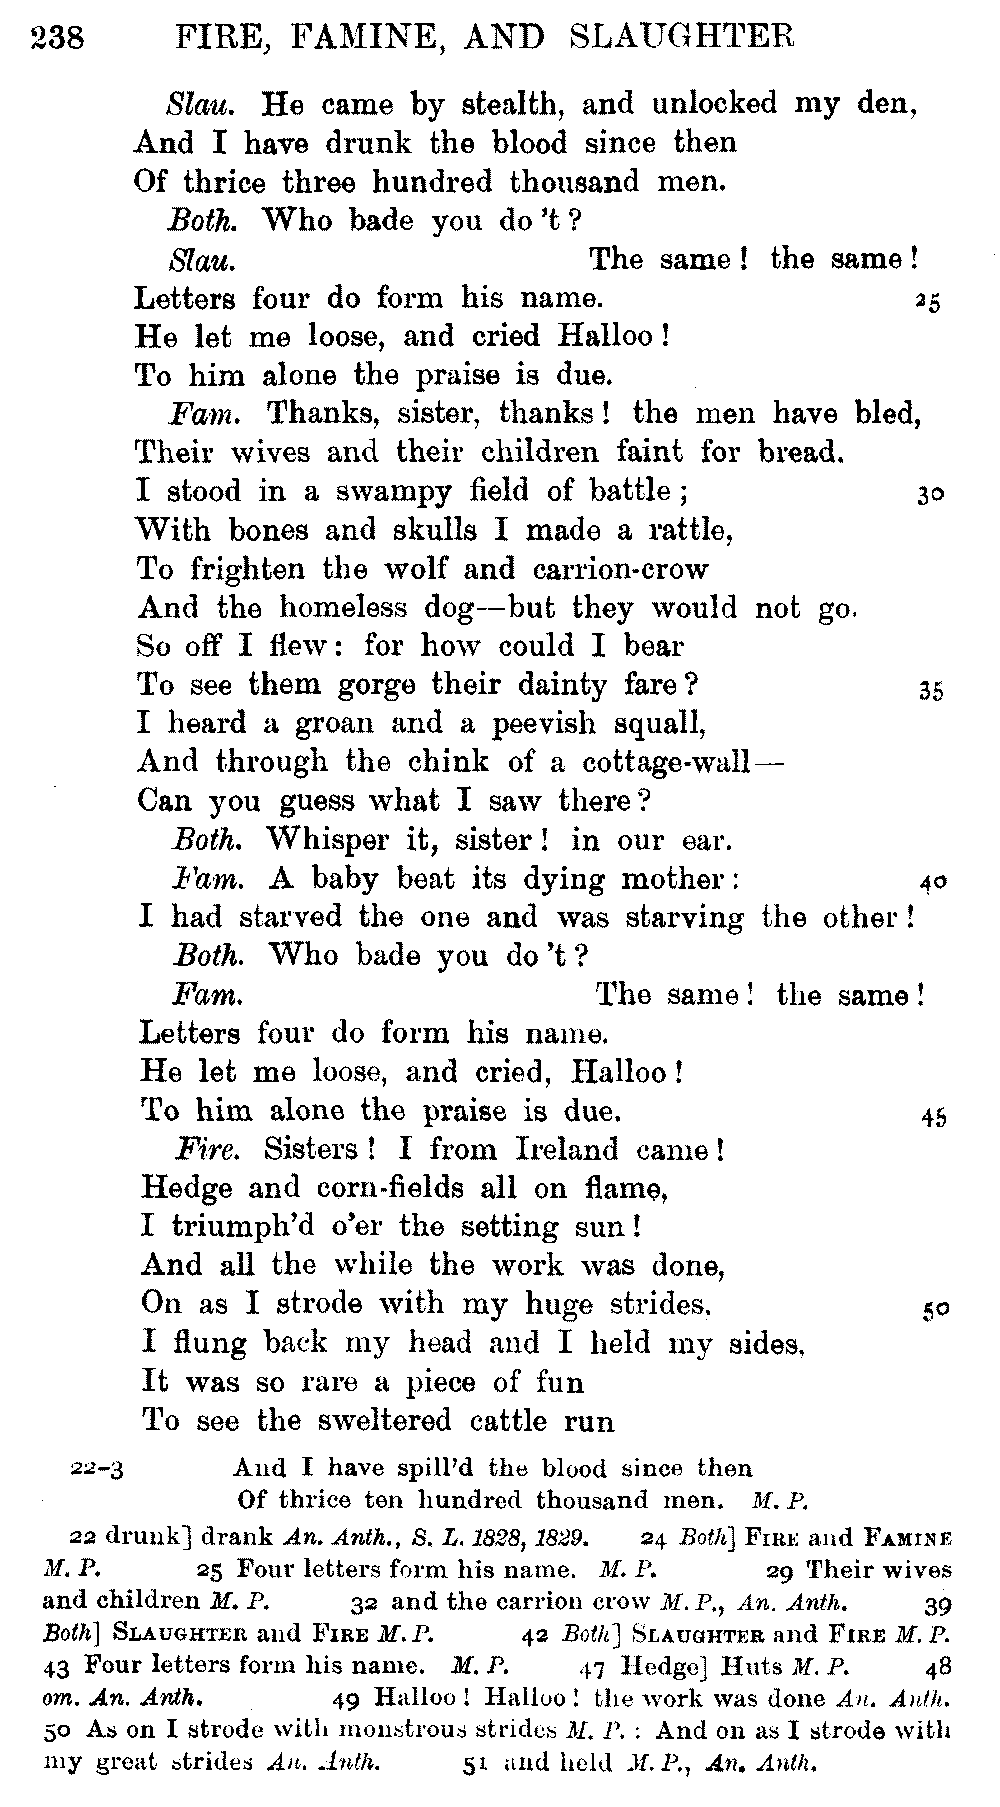 238 FIRE, FAMINE, AND SLAUGHTER
Slau. He came by stealth, and unlocked my den,
And I have drunk the blood since then
Of thrice three hundred thousand men.
Both. Who bade you do 't?
Slau. The same! the same!
Letters four do form his name. 25
He let me loose, and cried Halloo!
To him alone the praise is due.
Fam. Thanks, sister, thanks! the men have bled,
Their wives and their children faint for bread.
I stood in a swampy field of battle; 30
With bones and skulls I made a rattle,
To frighten the wolf and carrion-crow
And the homeless dog—but they would not go.
So off I flew: for how could I bear
To see them gorge their dainty fare? 35
I heard a groan and a peevish squall,
And through the chink of a cottage-wall—
Can you guess what I saw there?
Both. Whisper it, sister! in our ear.
Fam. A baby beat its dying mother: 40
I had starved the one and was starving the other!
Both. Who bade you do 't?
Fam. The same! the same!
Letters four do form his name.
He let me loose, and cried, Halloo!
To him alone the praise is due. 45
Fire. Sisters! I from Ireland came!
Hedge and corn-fields all on flame,
I triumph'd o'er the setting sun!
And all the while the work was done,
On as I strode with my huge strides, 50
I flung back my head and I held my sides,
It was so rare a piece of fun
To see the sweltered cattle run
22–3 And I have spill'd the blood since then
Of thrice ten hundred thousand men. M. P.
22 drunk] drank An. Anth., S. L. 1828, 1829. 24 Both] FIRE and FAMINE
M. P. 25 Four letters form his name. M. P. 29 Their wives
and children M. P. 32 and the carrion crow M. P., An. Anth. 39
Both] SLAUGHTER and FIRE M. P. 42 Both] SLAUGHTER and FIRE M. P.
43 Four letters form his name. M. P. 47 Hedge] Huts M. P. 48
om. An. Anth. 49 Halloo! Halloo! the work was done An. Anth.
50 As on I strode with monstrous strides M. P.: And on as I strode with
my great strides An. Anth. 51 and held M. P., An. Anth.